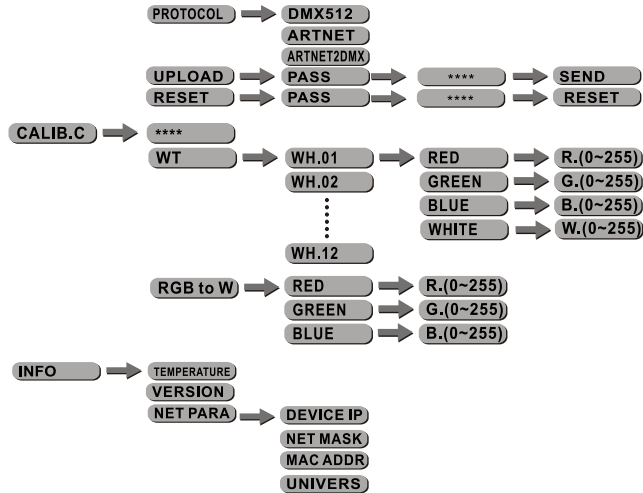 PROTOCOL DMX512
ARTNET
ARTNET2DMX
UPLOAD PASS **** SEND
RESET PASS **** RESET
CALIB.C ****
WT WH.01 RED R.(0~255)
WH.02 GREEN G.(0~255)
BLUE B.(0~255)
WHITE W.(0~255)
WH.12
RGB to W RED R.(0~255)
GREEN G.(0~255)
BLUE B.(0~255)
INFO TEMPERATURE
VERSION
NET PARA DEVICE IP
NET MASK
MAC ADDR
UNIVERS